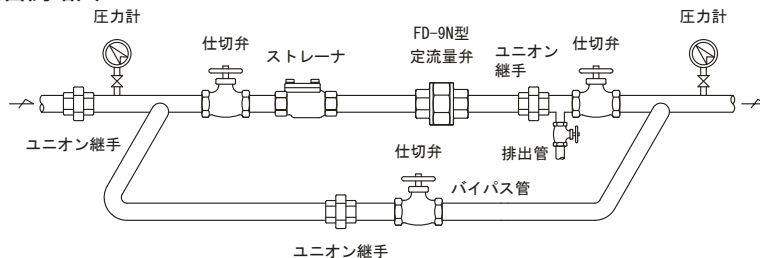 圧力計
仕切弁
ストレーナ
FD-9N型
定流量弁
ユニオン
継手
仕切弁
圧力計
ユニオン継手
排出管
仕切弁
バイパス管
ユニオン継手